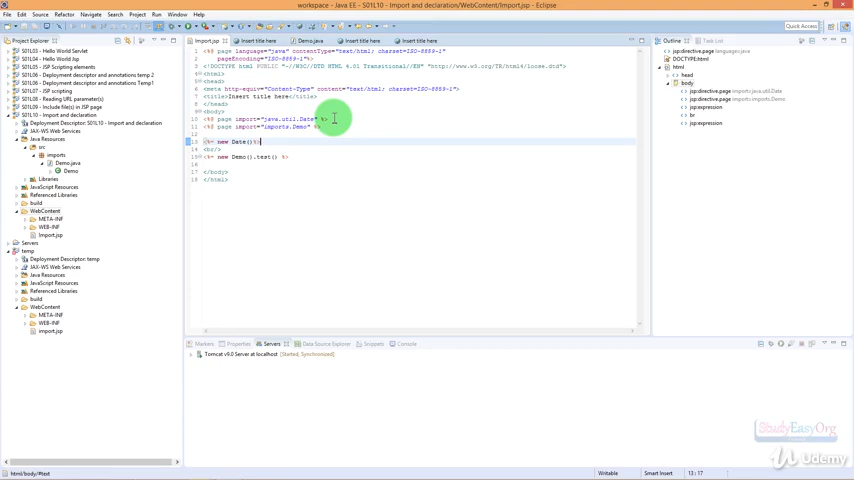 workspace - Java EE - S01L10 - Import and declaration/WebContent/Import.jsp - Eclipse
File Edit Source Refactor Navigate Search Project Run Window Help
Quick Access
Project Explorer
S01L03 - Hello World Servlet
S01L04 - Hello World Jsp
S01L05 - JSP Scripting elements
S01L06 - Deployment descriptor and annotations temp 2
S01L06 - Deployment descriptor and annotations
S01L07 -
S01L08 - Reading URL parameter(s)
S01L09 - Include file(s) in JSP page
S01L10 - Import and declaration
Deployment Descriptor: Import and declaration
JAX-WS Web Services
Java Resources
src
imports
Demo.java
Demo
Libraries
JavaScript Resources
Referenced Libraries
build
WebContent
META-INF
WEB-INF
Import.jsp
Servers
temp
Deployment Descriptor: temp
JAX-WS Web Services
Java Resources
JavaScript Resources
Referenced Libraries
build
WebContent
META-INF
WEB-INF
import.jsp
Import.jsp
Insert title here
Demo.java
Insert title here
Insert title here
1 <%@ page language="java" contentType="text/html; charset=ISO-8859-1"
2 pageEncoding="ISO-8859-1"%>
3 <!DOCTYPE html PUBLIC "-//W3C//DTD HTML 4.01 Transitional//EN" "http://www.w3.org/TR/html4/loose.dtd">
4 <html>
5 <head>
6 <meta http-equiv="Content-Type" content="text/html; charset=ISO-8859-1">
7 <title>Insert title here</title>
8 </head>
9 <body>
10 <%@ page import="java.util.Date" %>
11 <%@ page import="imports.Demo" %>
12
13 <%= new Date()%>
14 <br/>
15 <%= new Demo().test() %>
16
17 </body>
18 </html>
Outline
Task List
jsp:directive.page language=java
DOCTYPE:html
html
head
body
jsp:directive.page import=java.util.Date
jsp:directive.page import=imports.Demo
jsp:expression
br
jsp:expression
Markers
Properties
Servers
Data Source Explorer
Snippets
Console
Tomcat v9.0 Server at localhost [Started, Synchronized]
StudyEasyOrg
Udemy
html/body/#text
Writable
Smart Insert
13 : 17